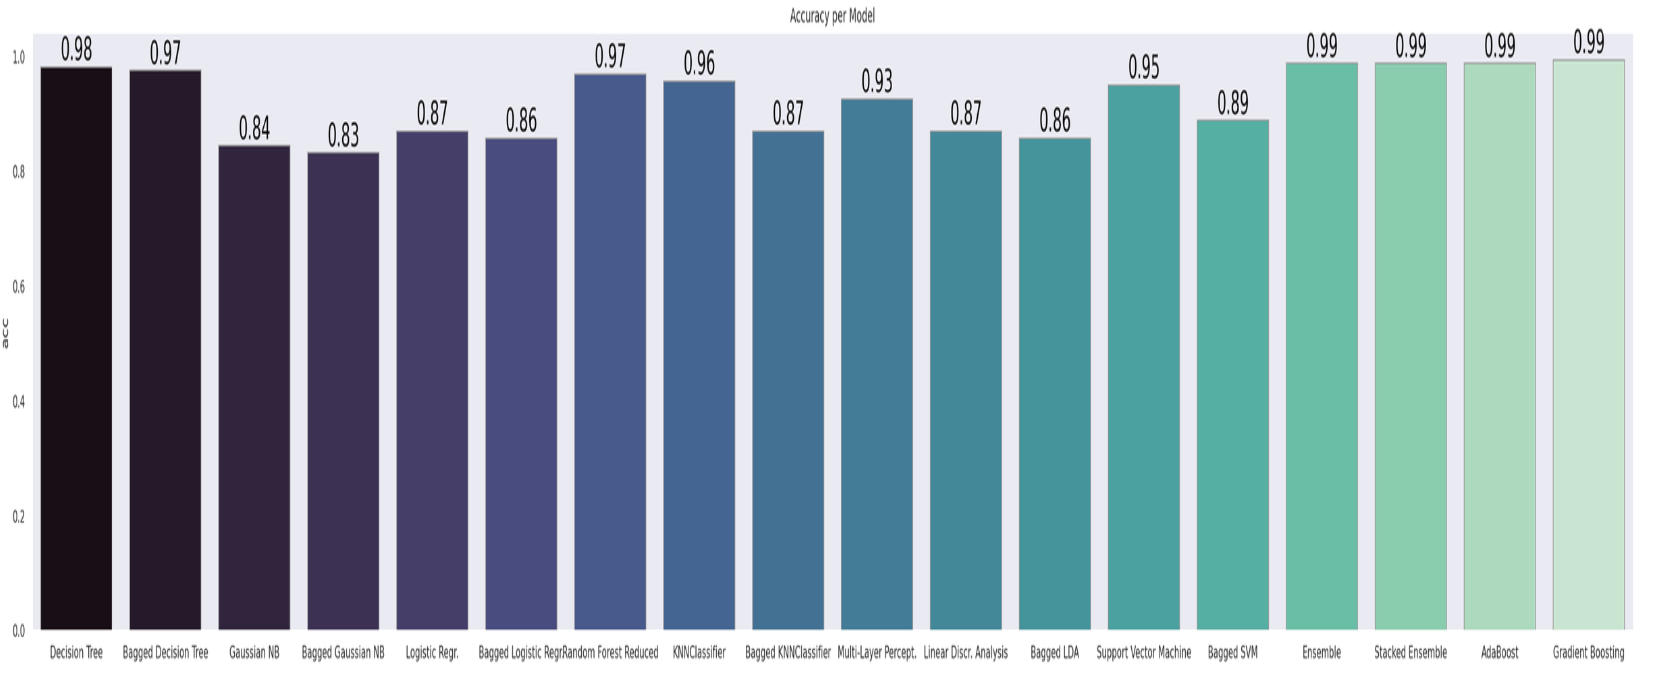 Accuracy per Model
1.0
0.8
0.6
0.4
0.2
0.0
acc
0.98
0.97
0.84
0.83
0.87
0.86
0.97
0.96
0.87
0.93
0.87
0.86
0.95
0.89
0.99
0.99
0.99
0.99
Decision Tree
Bagged Decision Tree
Gaussian NB
Bagged Gaussian NB
Logistic Regr.
Bagged Logistic Regr
Random Forest Reduced
KNNClassifier
Bagged KNNClassifier
Multi-Layer Percept.
Linear Discr. Analysis
Bagged LDA
Support Vector Machine
Bagged SVM
Ensemble
Stacked Ensemble
AdaBoost
Gradient Boosting